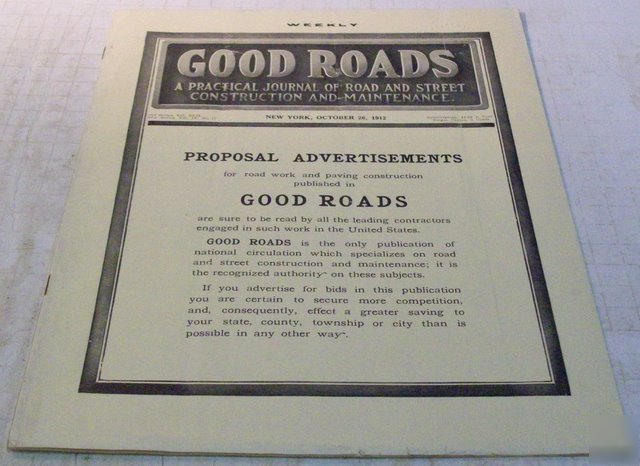 WEEKLY
GOOD ROADS
A PRACTICAL JOURNAL OF ROAD AND STREET
CONSTRUCTION AND MAINTENANCE.
NEW YORK, OCTOBER 26, 1912
PROPOSAL ADVERTISEMENTS
for road work and paving construction
published in
GOOD ROADS
are sure to be read by all the leading contractors
engaged in such work in the United States.
GOOD ROADS is the only publication of
national circulation which specializes on road
and street construction and maintenance; it is
the recognized authority on these subjects.
If you advertise for bids in this publication
you are certain to secure more competition,
and, consequently, effect a greater saving to
your state, county, township or city than is
possible in any other way.